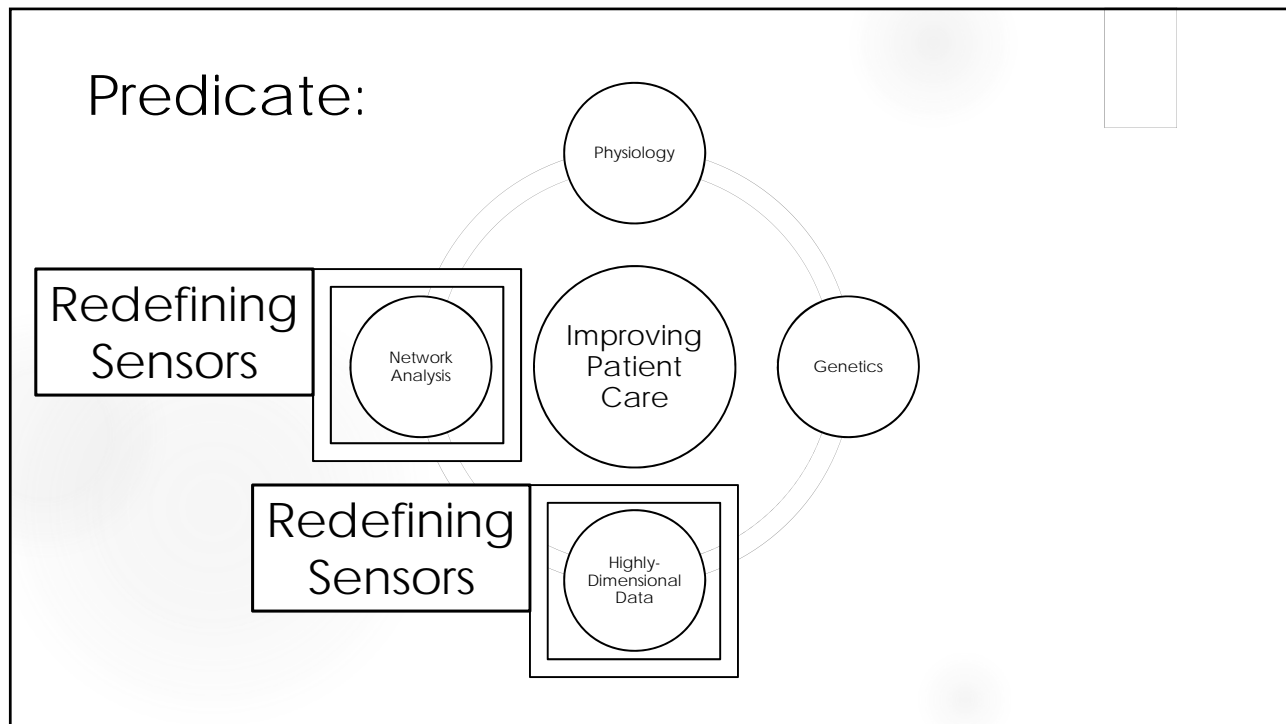 Predicate:
Physiology
Redefining
Sensors
Network
Analysis
Improving
Patient
Care
Genetics
Redefining
Sensors
Highly-
Dimensional
Data